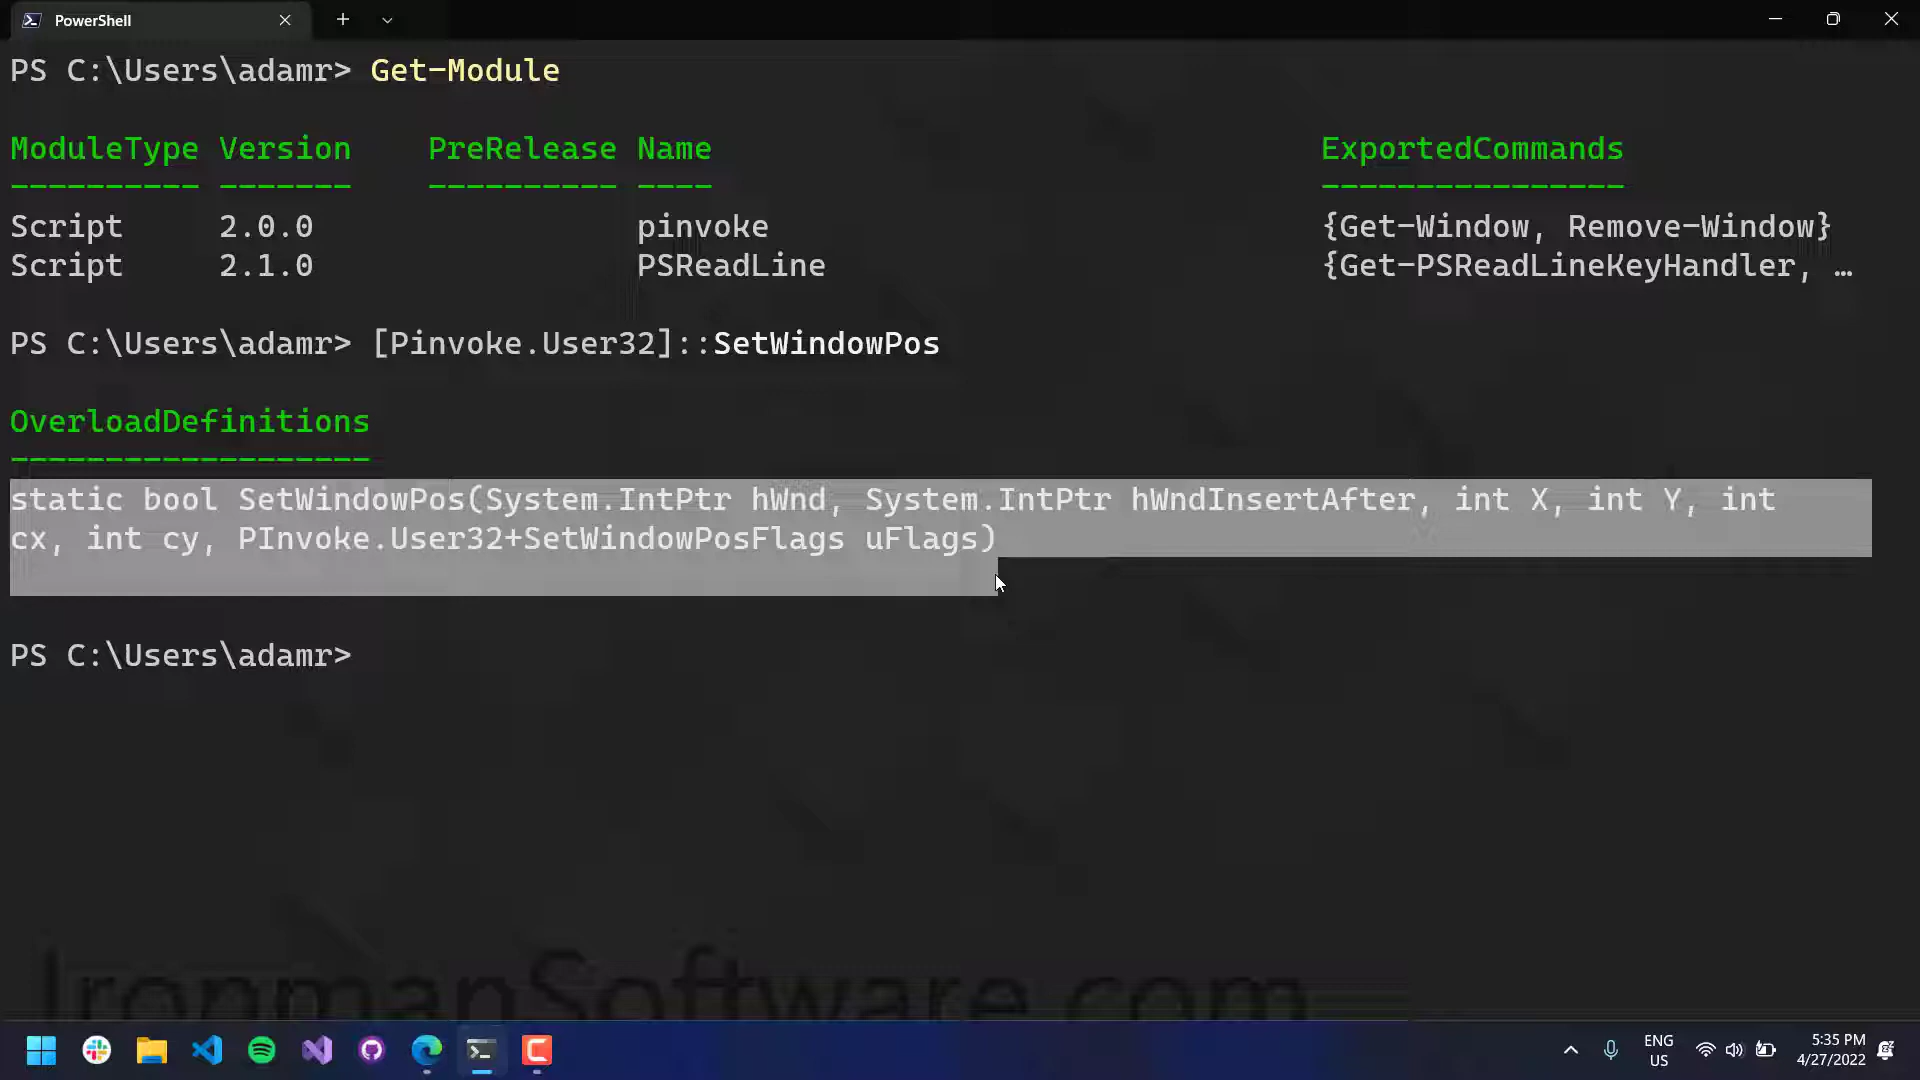 PowerShell
PS C:\Users\adamr> Get-Module
ModuleType Version    PreRelease Name                                ExportedCommands
---------- -------    ---------- ----                                ----------------
Script     2.0.0                 pinvoke                             {Get-Window, Remove-Window}
Script     2.1.0                 PSReadLine                          {Get-PSReadLineKeyHandler, …
PS C:\Users\adamr> [Pinvoke.User32]::SetWindowPos
OverloadDefinitions
-------------------
static bool SetWindowPos(System.IntPtr hWnd, System.IntPtr hWndInsertAfter, int X, int Y, int
cx, int cy, PInvoke.User32+SetWindowPosFlags uFlags)
PS C:\Users\adamr>
IronmanSoftware.com
ENG
US
5:35 PM
4/27/2022